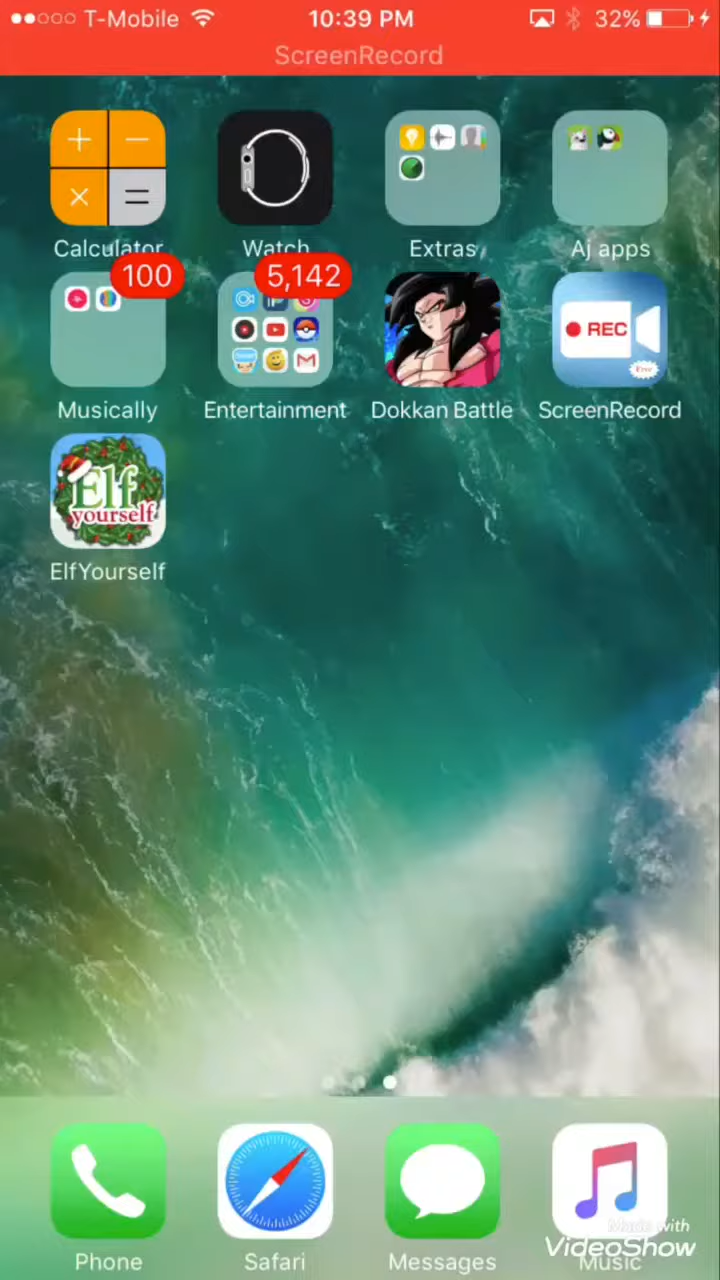 T-Mobile 10:39 PM 32%
ScreenRecord
Calculator Watch Extras Aj apps
100 5,142
REC
Free
Musically Entertainment Dokkan Battle ScreenRecord
Elf
yourself
ElfYourself
Made with
VideoShow
Phone Safari Messages Music